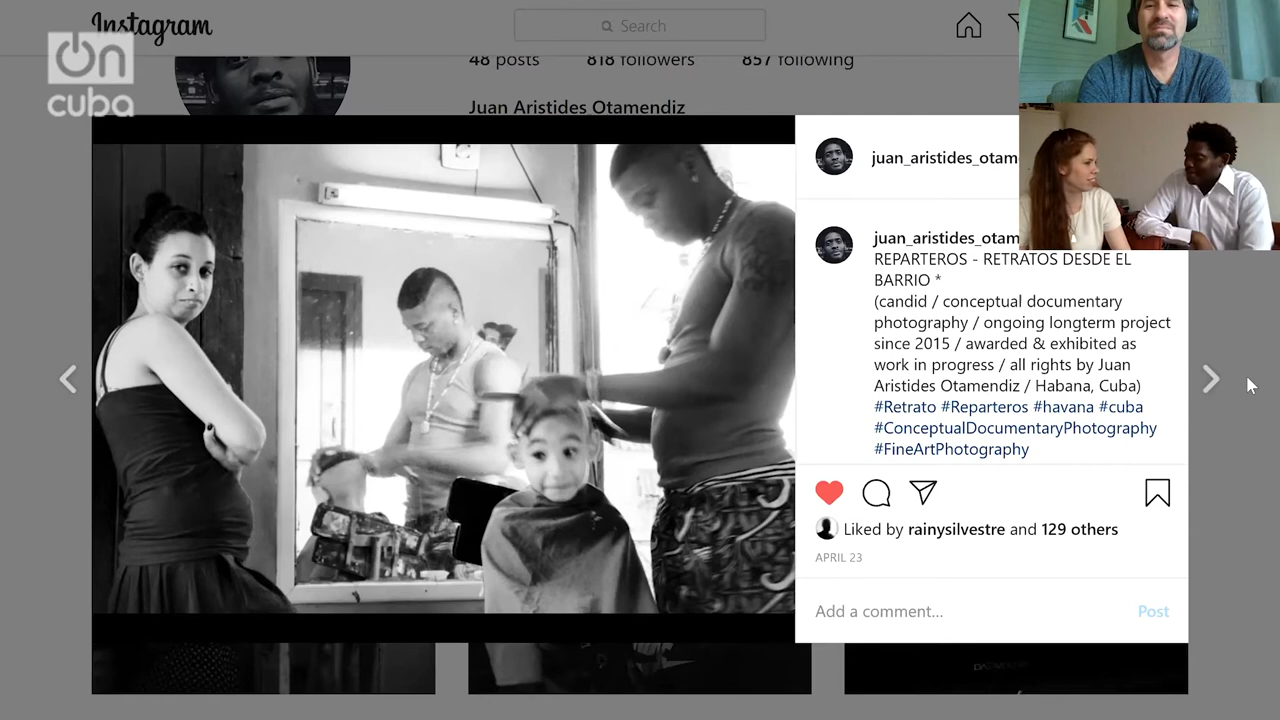 Instagram
Search
ON
cuba
48 posts 818 followers 857 following
Juan Aristides Otamendiz
juan_aristides_otam
juan_aristides_otam
REPARTEROS - RETRATOS DESDE EL
BARRIO *
(candid / conceptual documentary
photography / ongoing longterm project
since 2015 / awarded & exhibited as
work in progress / all rights by Juan
Aristides Otamendiz / Habana, Cuba)
#Retrato #Reparteros #havana #cuba
#ConceptualDocumentaryPhotography
#FineArtPhotography
Liked by rainysilvestre and 129 others
APRIL 23
Add a comment... Post